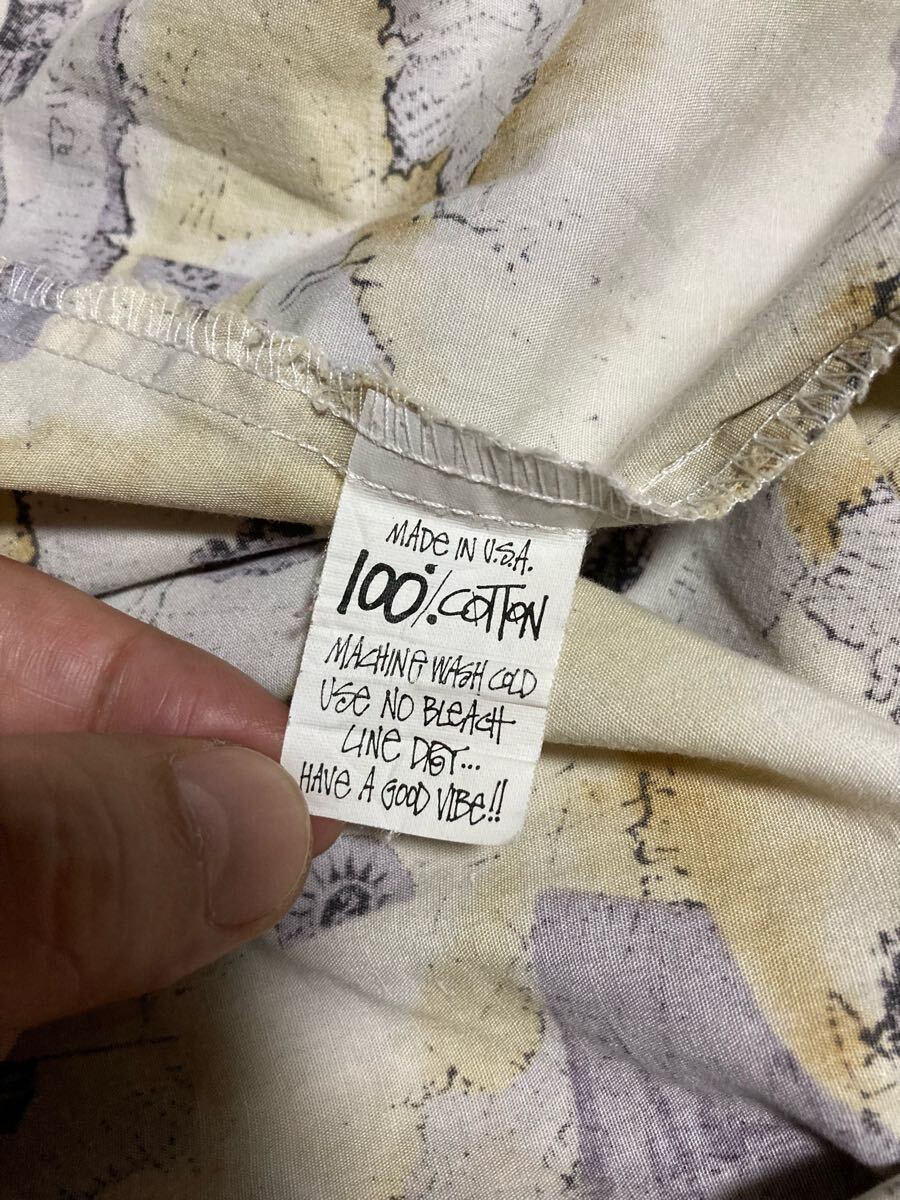 MADE IN U.S.A.
100% COTTON
MACHINE WASH COLD
USE NO BLEACH
LINE DRY...
HAVE A GOOD VIBE!!